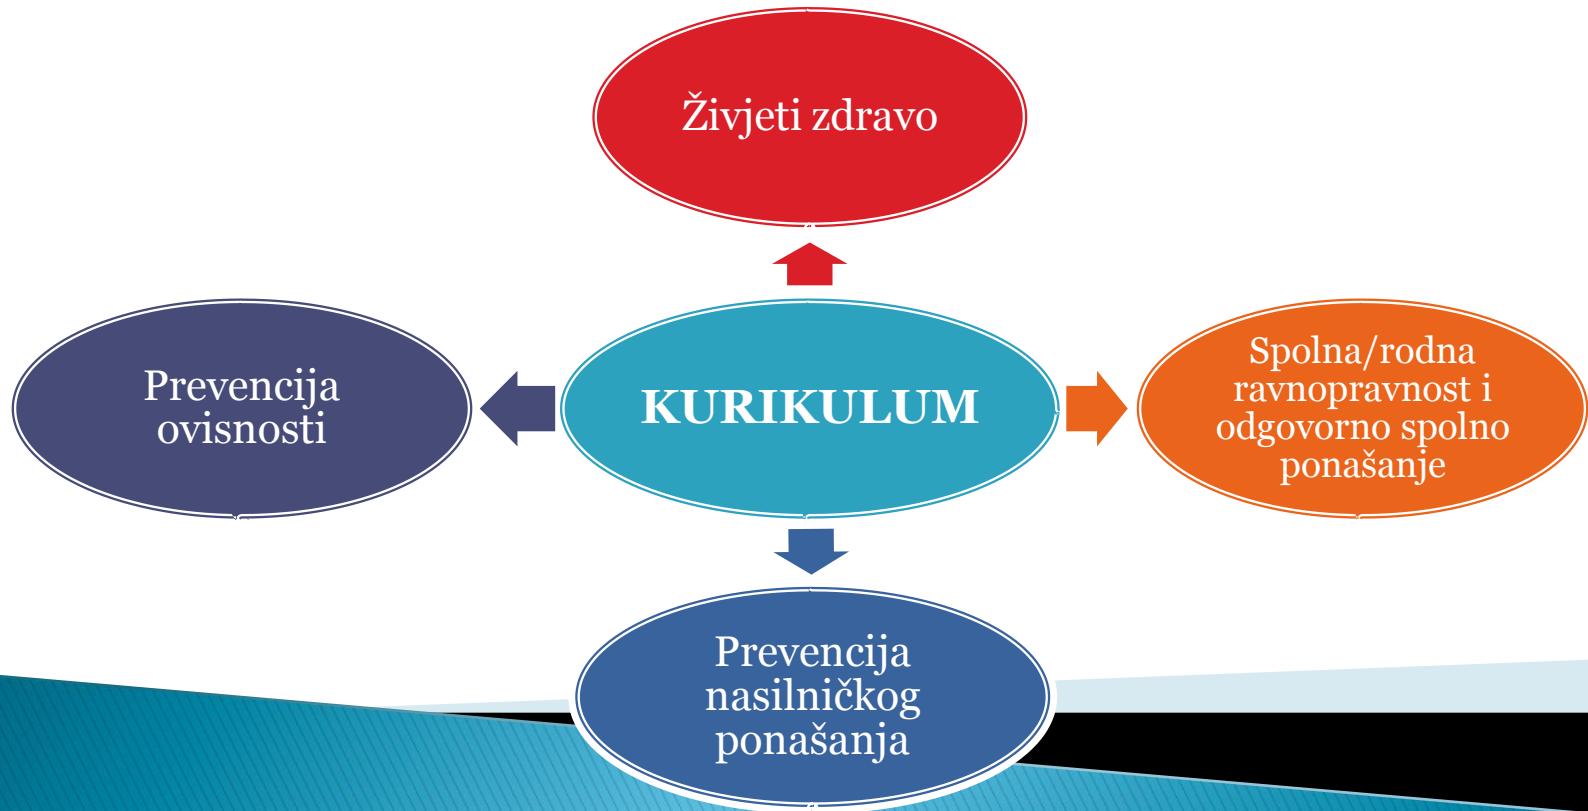 Živjeti zdravo
Prevencija
ovisnosti
KURIKULUM
Spolna/rodna
ravnopravnost i
odgovorno spolno
ponašanje
Prevencija
nasilničkog
ponašanja